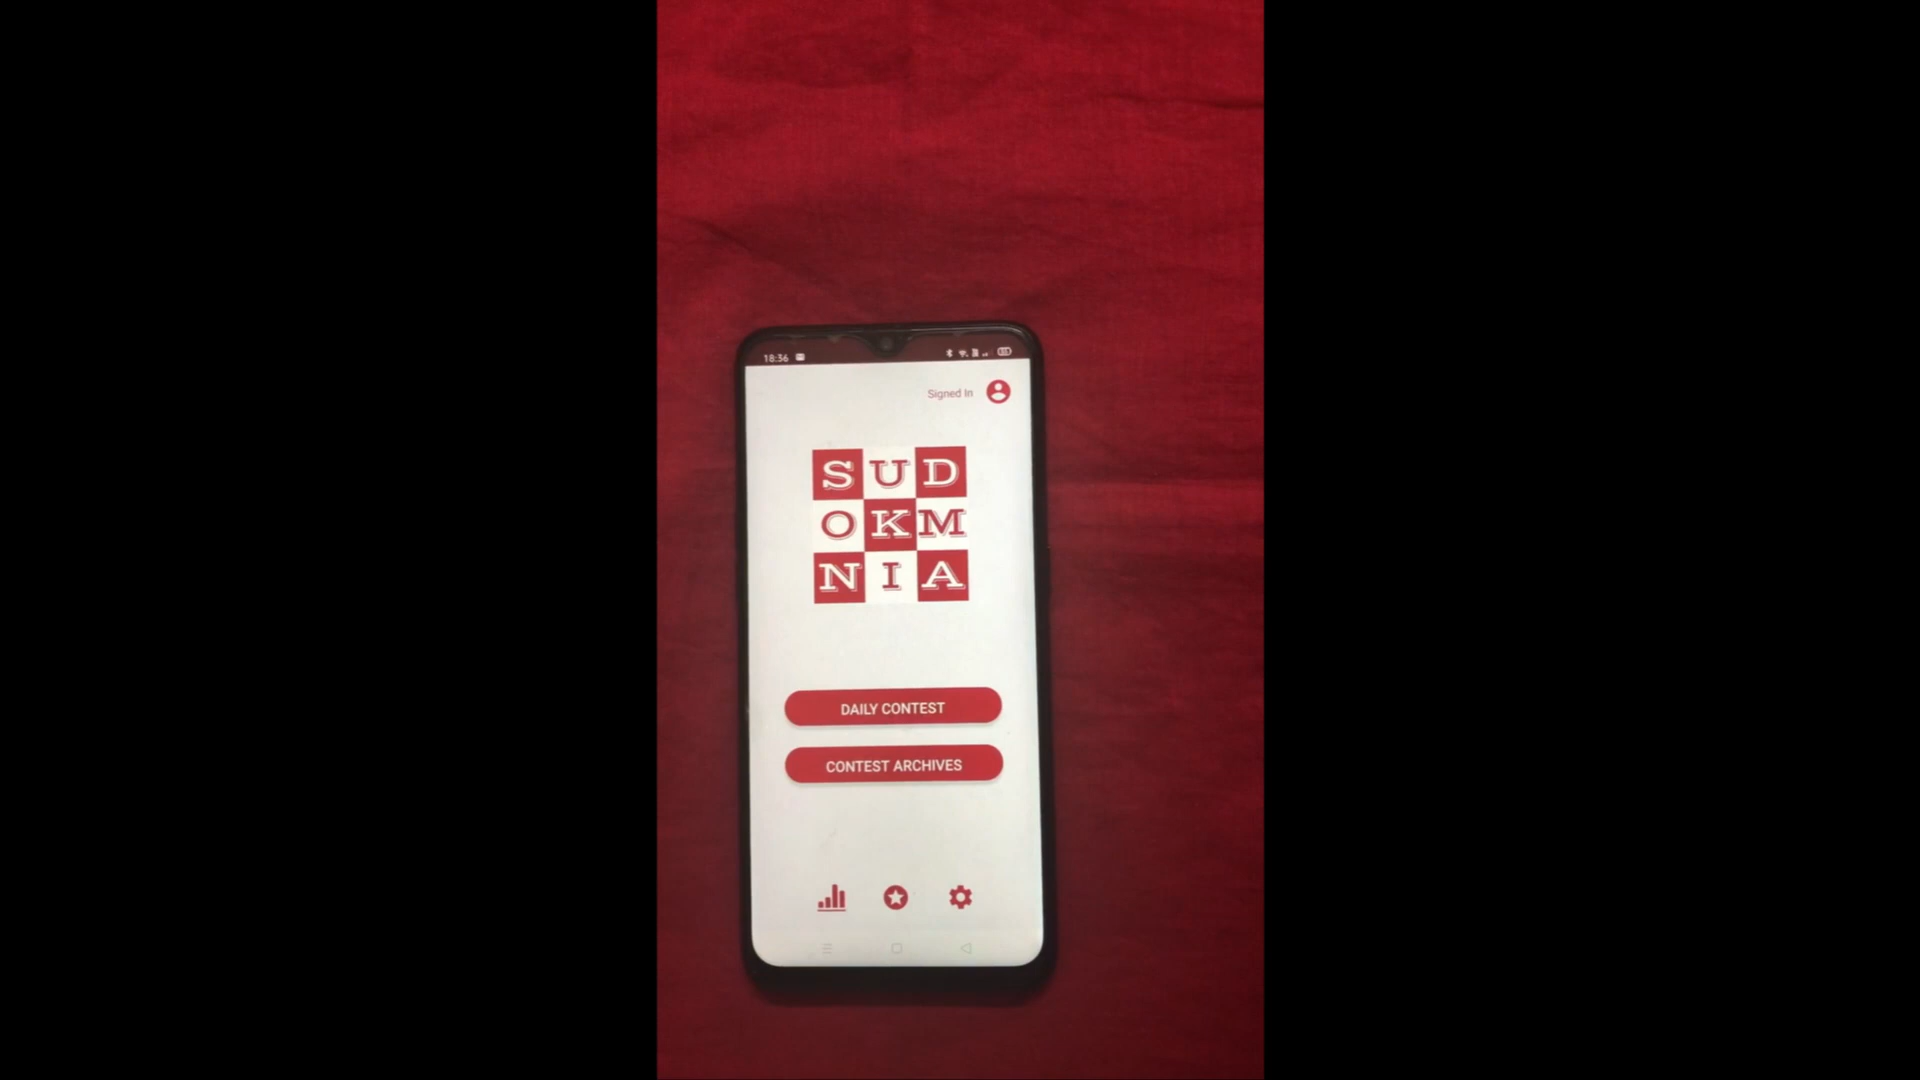 18:36
Signed In
SUD
OKM
NIA
DAILY CONTEST
CONTEST ARCHIVES